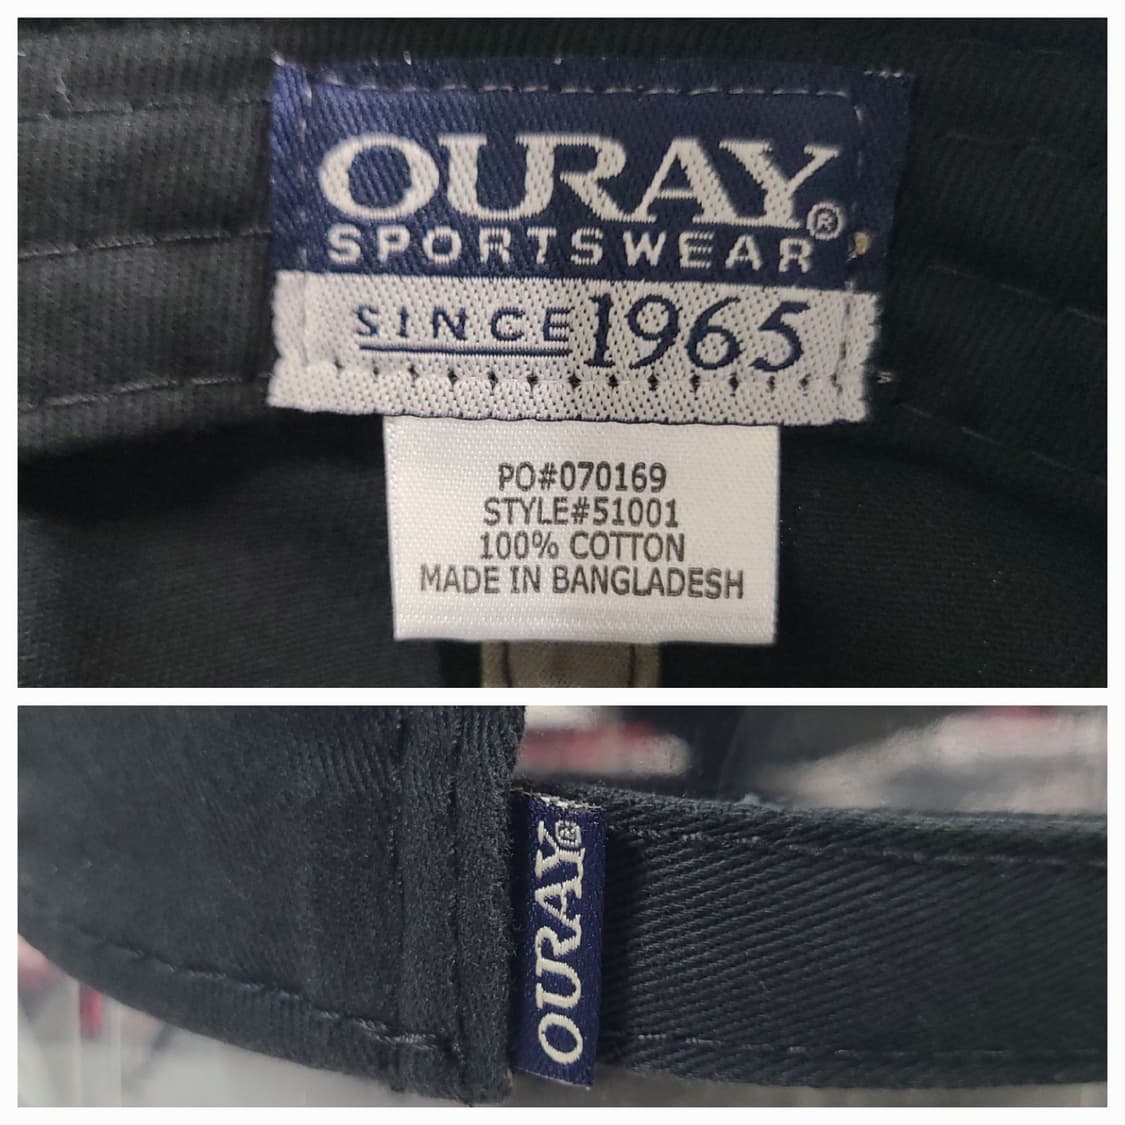 OURAY®
SPORTSWEAR
SINCE 1965
PO#070169
STYLE#51001
100% COTTON
MADE IN BANGLADESH
OURAY®